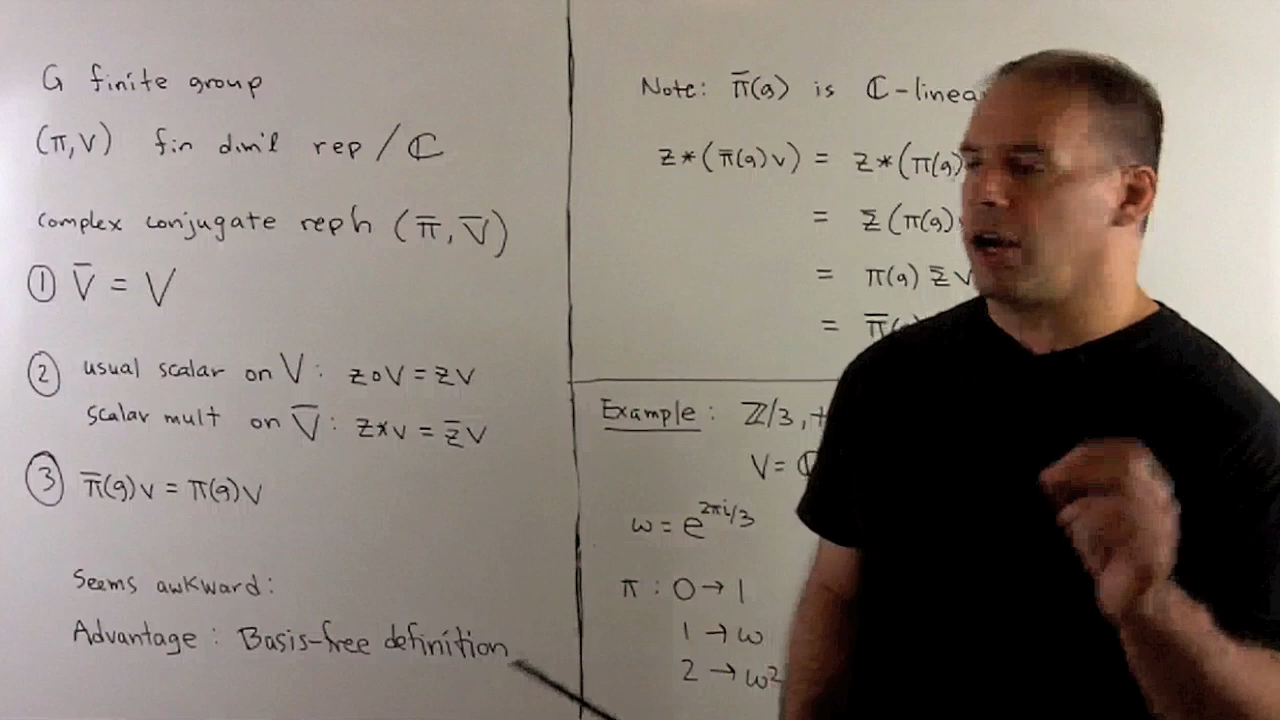 G finite group
(π, V) fin dim'l rep / ℂ
complex conjugate repn (π̄, V̄)
① V̄ = V
② usual scalar on V: z∘v = zv
scalar mult on V̄: z*v = z̄v
③ π̄(g)v = π(g)v
Seems awkward:
Advantage: Basis-free definition
Note: π̄(g) is ℂ-linea
z*(π̄(g)v) = z*(π(g)
= z̄(π(g)
= π(g) z̄v
= π̄(
Example: ℤ/3, +
V = ℂ
ω = e^{2πi/3}
π: 0 → 1
1 → ω
2 → ω²